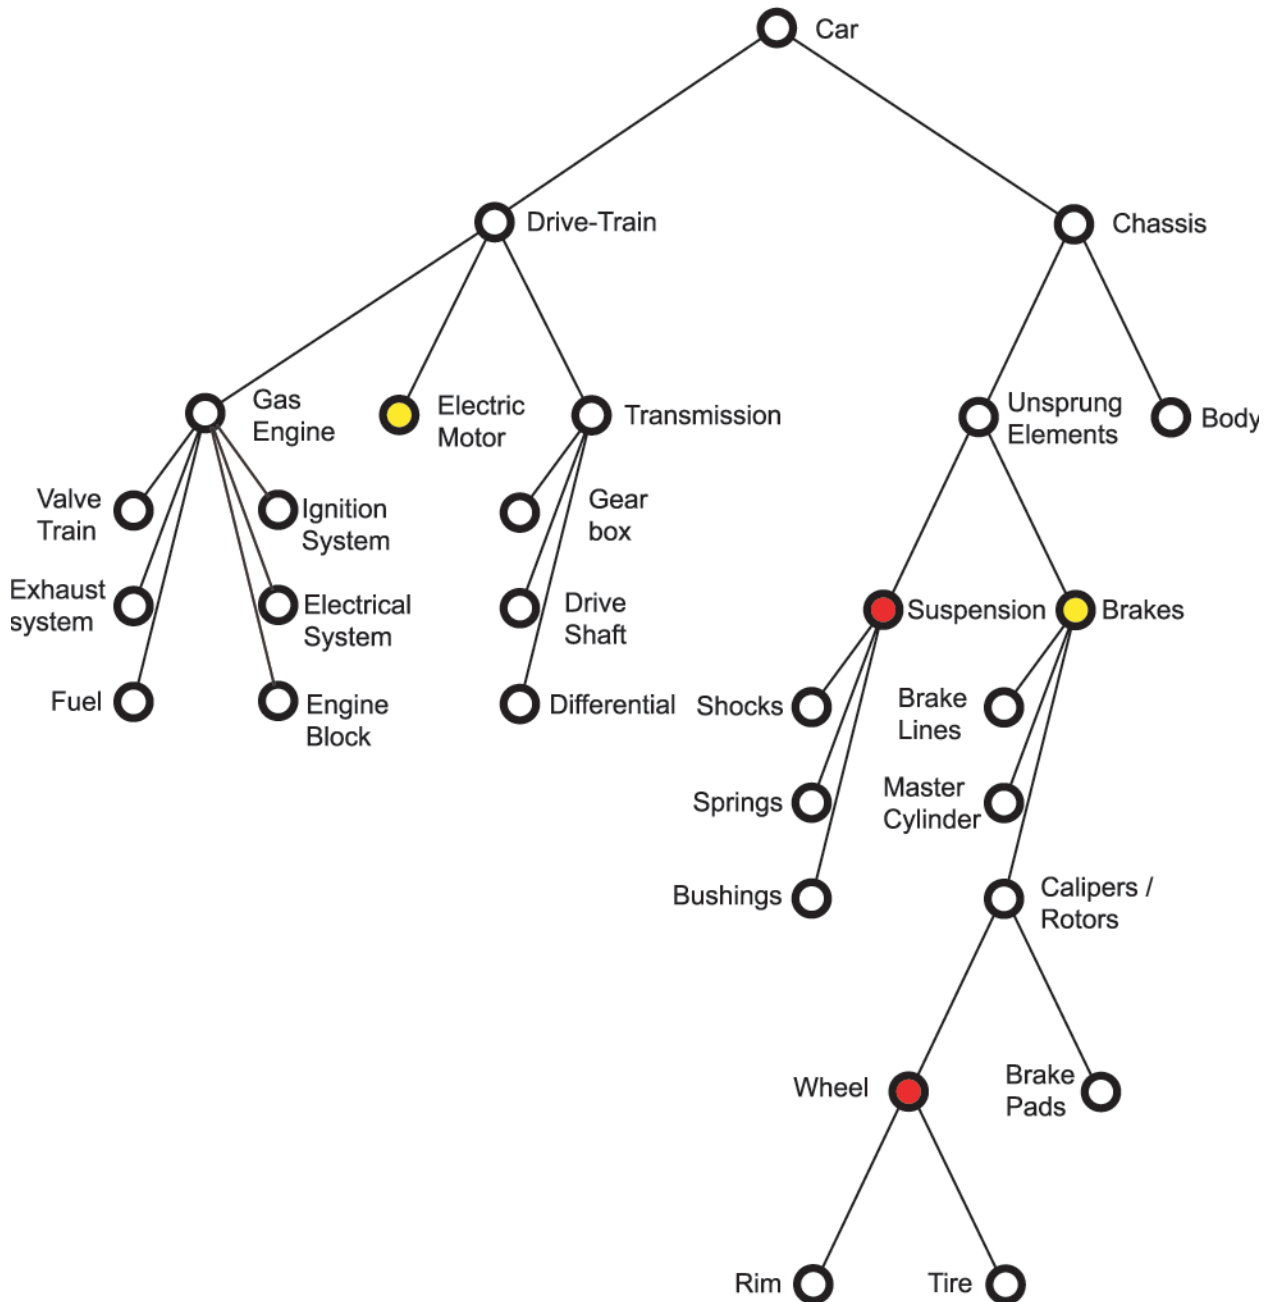 Car
Drive-Train
Chassis
Gas
Engine
Electric
Motor
Transmission
Unsprung
Elements
Body
Valve
Train
Ignition
System
Gear
box
Exhaust
system
Electrical
System
Drive
Shaft
Suspension
Brakes
Fuel
Engine
Block
Differential
Shocks
Brake
Lines
Springs
Master
Cylinder
Bushings
Calipers /
Rotors
Wheel
Brake
Pads
Rim
Tire